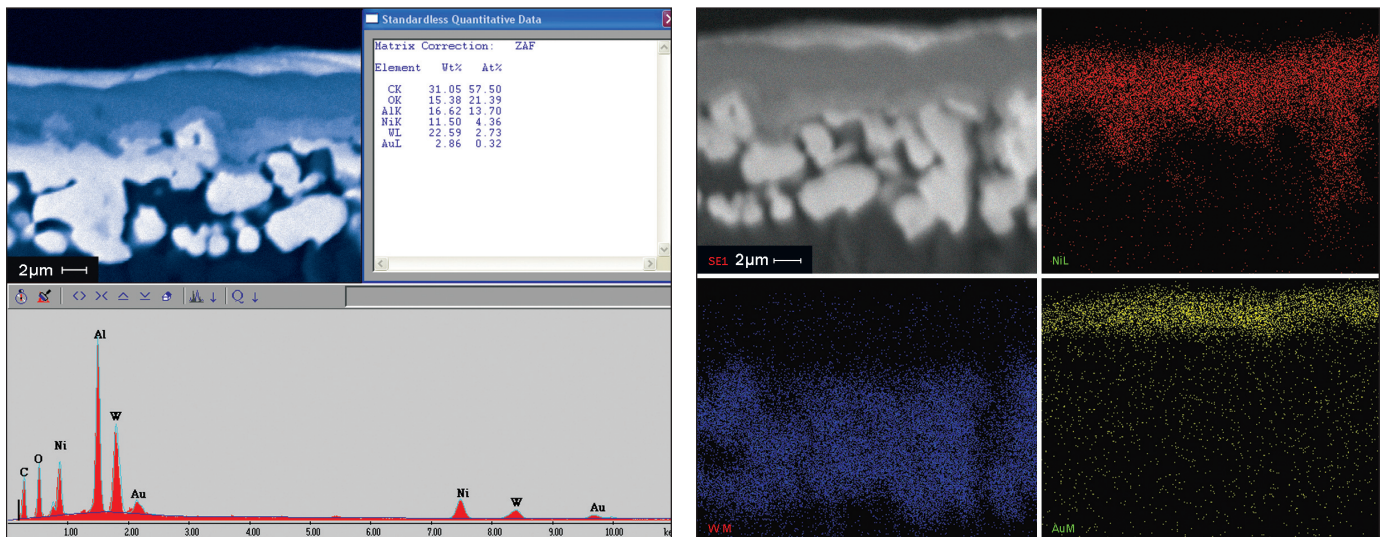 Standardless Quantitative Data
Matrix Correction: ZAF
Element Wt% At%
CK 31.05 57.50
OK 15.38 21.39
AlK 16.62 13.70
NiK 11.50 4.36
WL 22.59 2.73
AuL 2.86 0.32
2µm
Q
Al
W
Ni
O
C
Au
Ni
W
Au
1.00 2.00 3.00 4.00 5.00 6.00 7.00 8.00 9.00 10.00 ke
SE1 2µm
NiL
W M
AuM